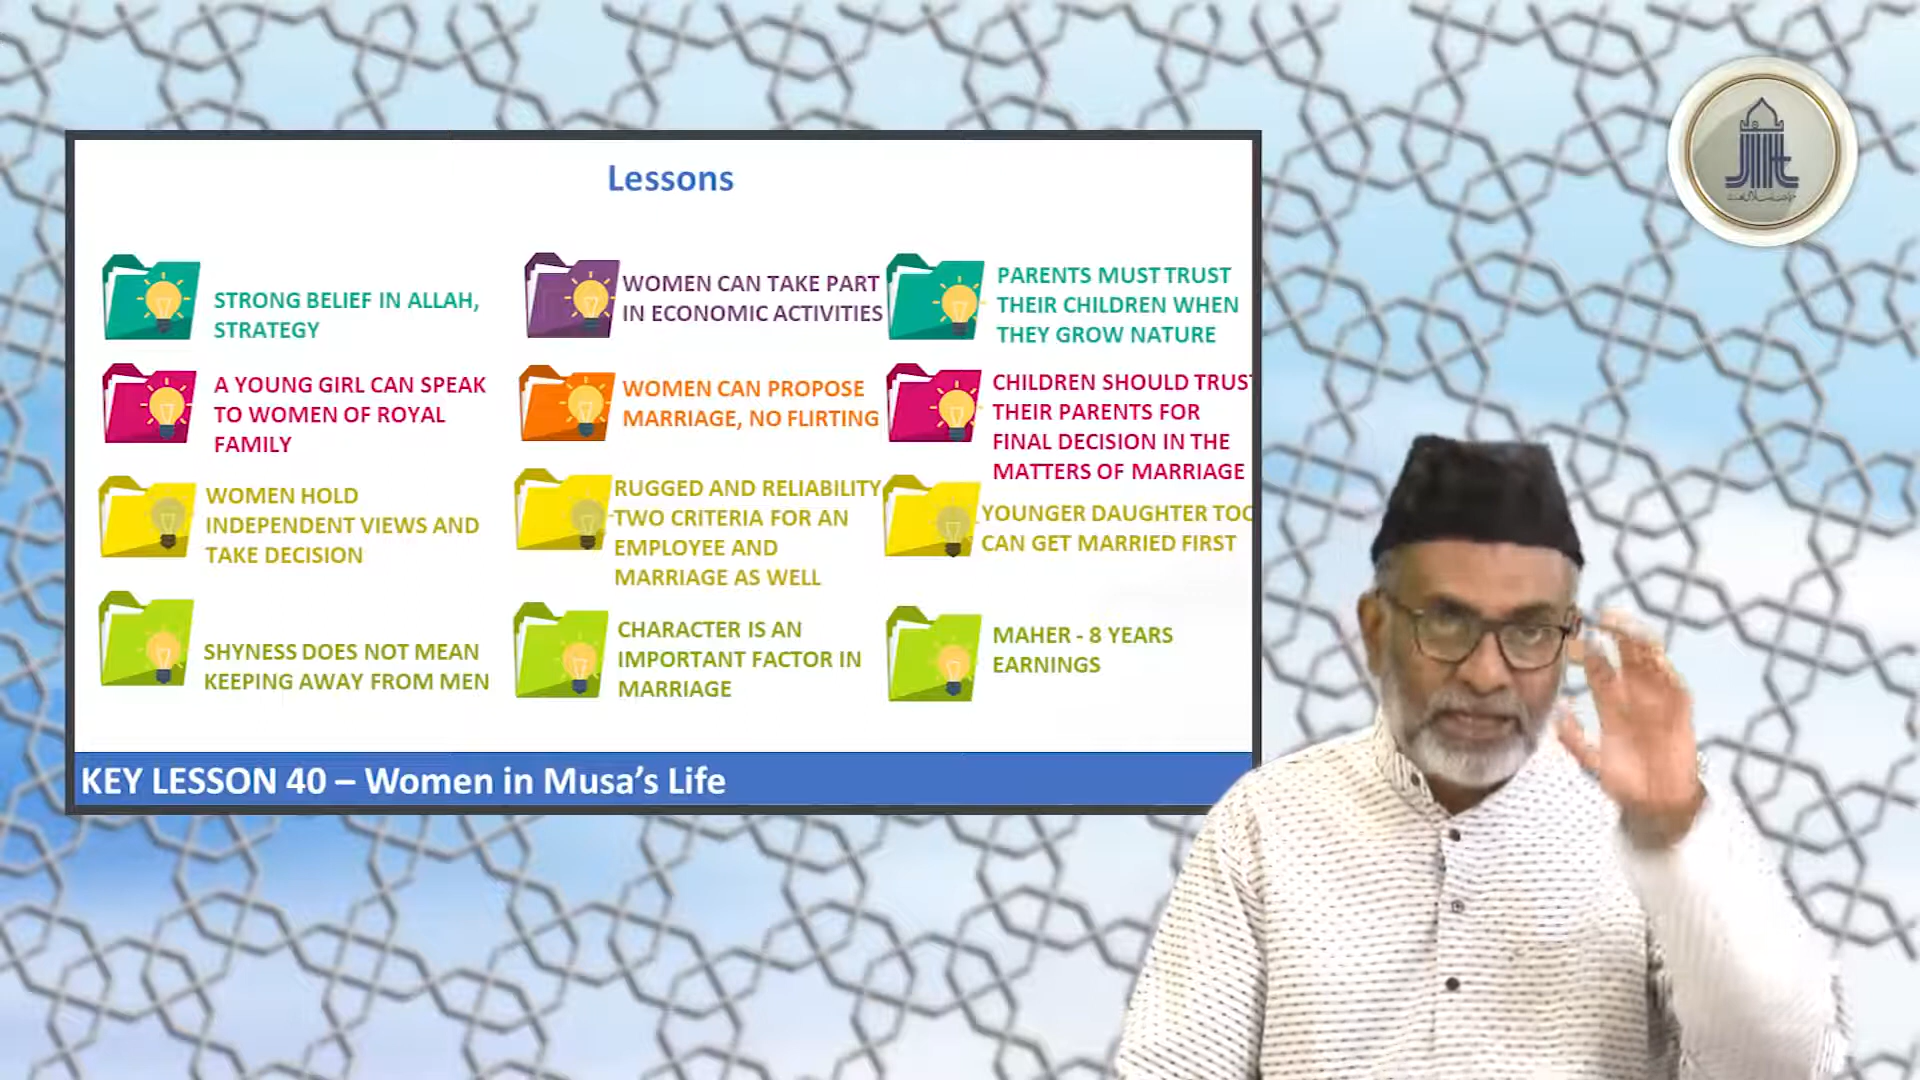 Lessons
STRONG BELIEF IN ALLAH,
STRATEGY
A YOUNG GIRL CAN SPEAK
TO WOMEN OF ROYAL
FAMILY
WOMEN HOLD
INDEPENDENT VIEWS AND
TAKE DECISION
SHYNESS DOES NOT MEAN
KEEPING AWAY FROM MEN
WOMEN CAN TAKE PART
IN ECONOMIC ACTIVITIES
WOMEN CAN PROPOSE
MARRIAGE, NO FLIRTING
RUGGED AND RELIABILITY
TWO CRITERIA FOR AN
EMPLOYEE AND
MARRIAGE AS WELL
CHARACTER IS AN
IMPORTANT FACTOR IN
MARRIAGE
PARENTS MUST TRUST
THEIR CHILDREN WHEN
THEY GROW NATURE
CHILDREN SHOULD TRUST
THEIR PARENTS FOR
FINAL DECISION IN THE
MATTERS OF MARRIAGE
YOUNGER DAUGHTER TOO
CAN GET MARRIED FIRST
MAHER - 8 YEARS
EARNINGS
KEY LESSON 40 – Women in Musa's Life